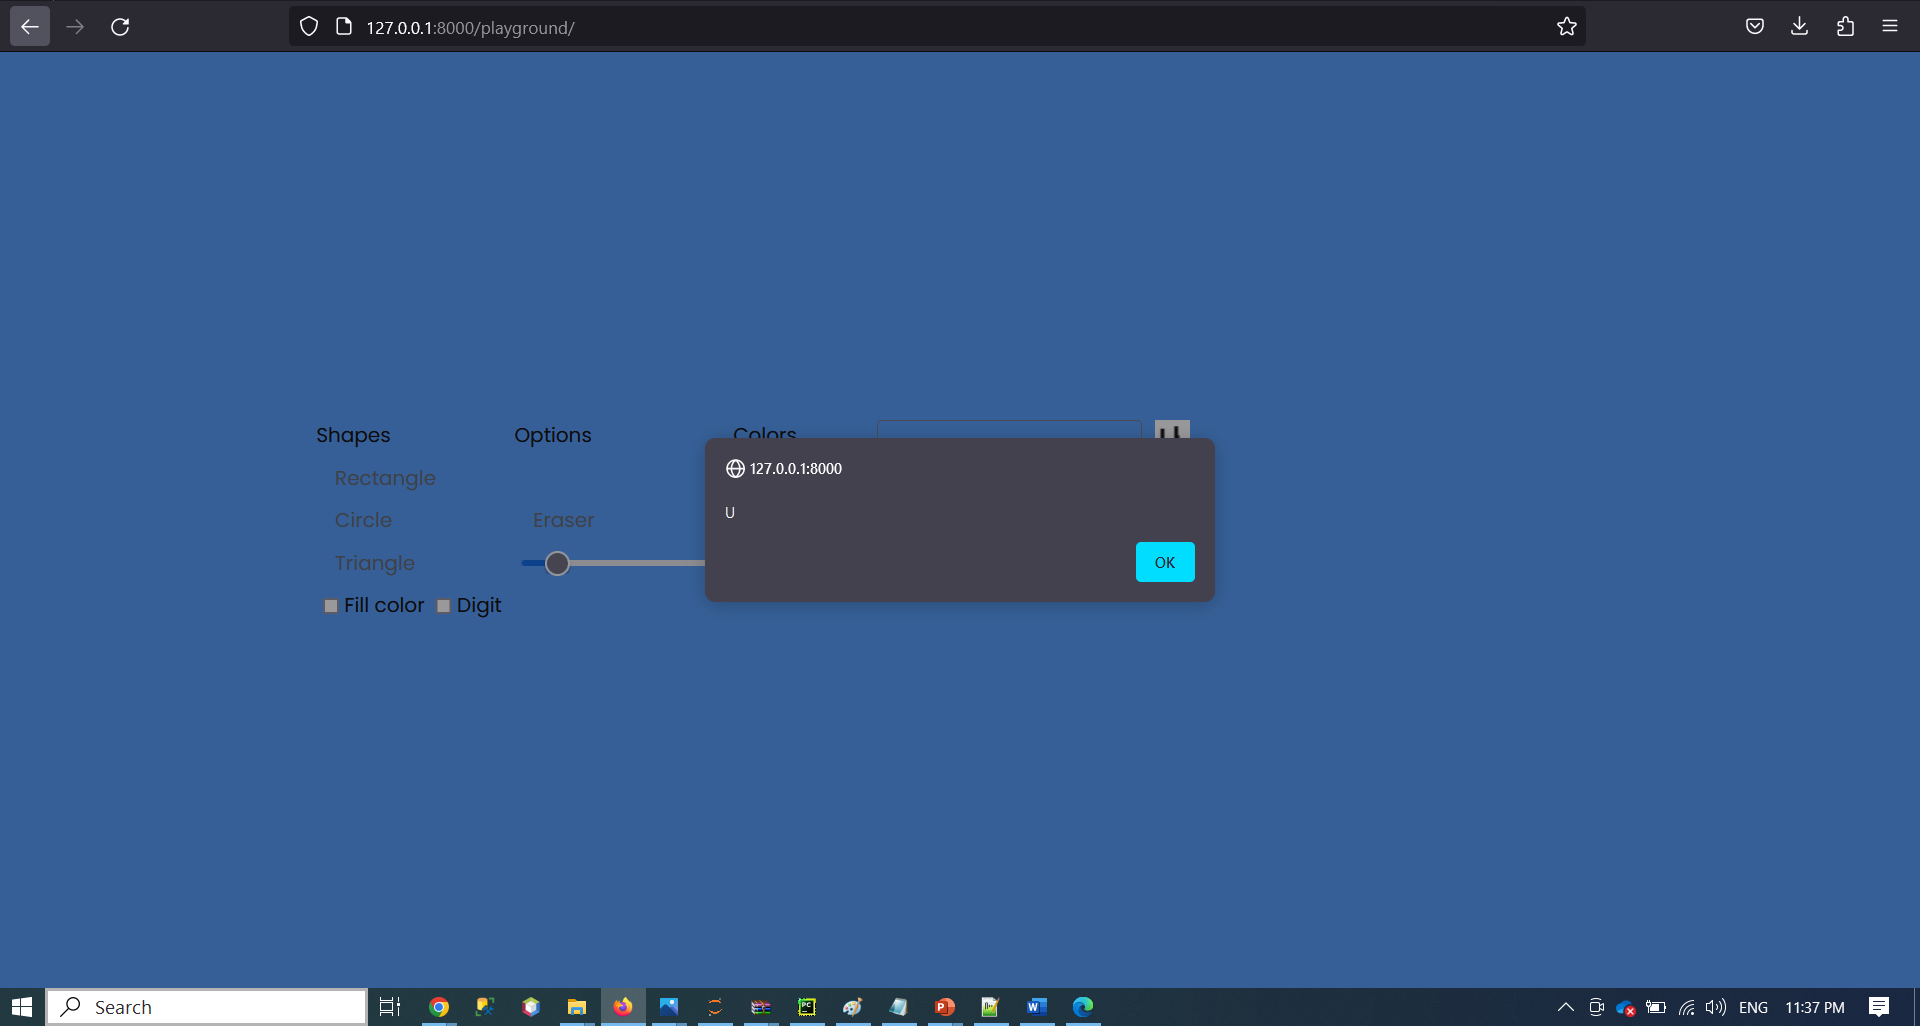 127.0.0.1:8000/playground/
Shapes
Options
Colors
Rectangle
Circle
Eraser
Triangle
Fill color
Digit
127.0.0.1:8000
U
OK
Search
ENG
11:37 PM